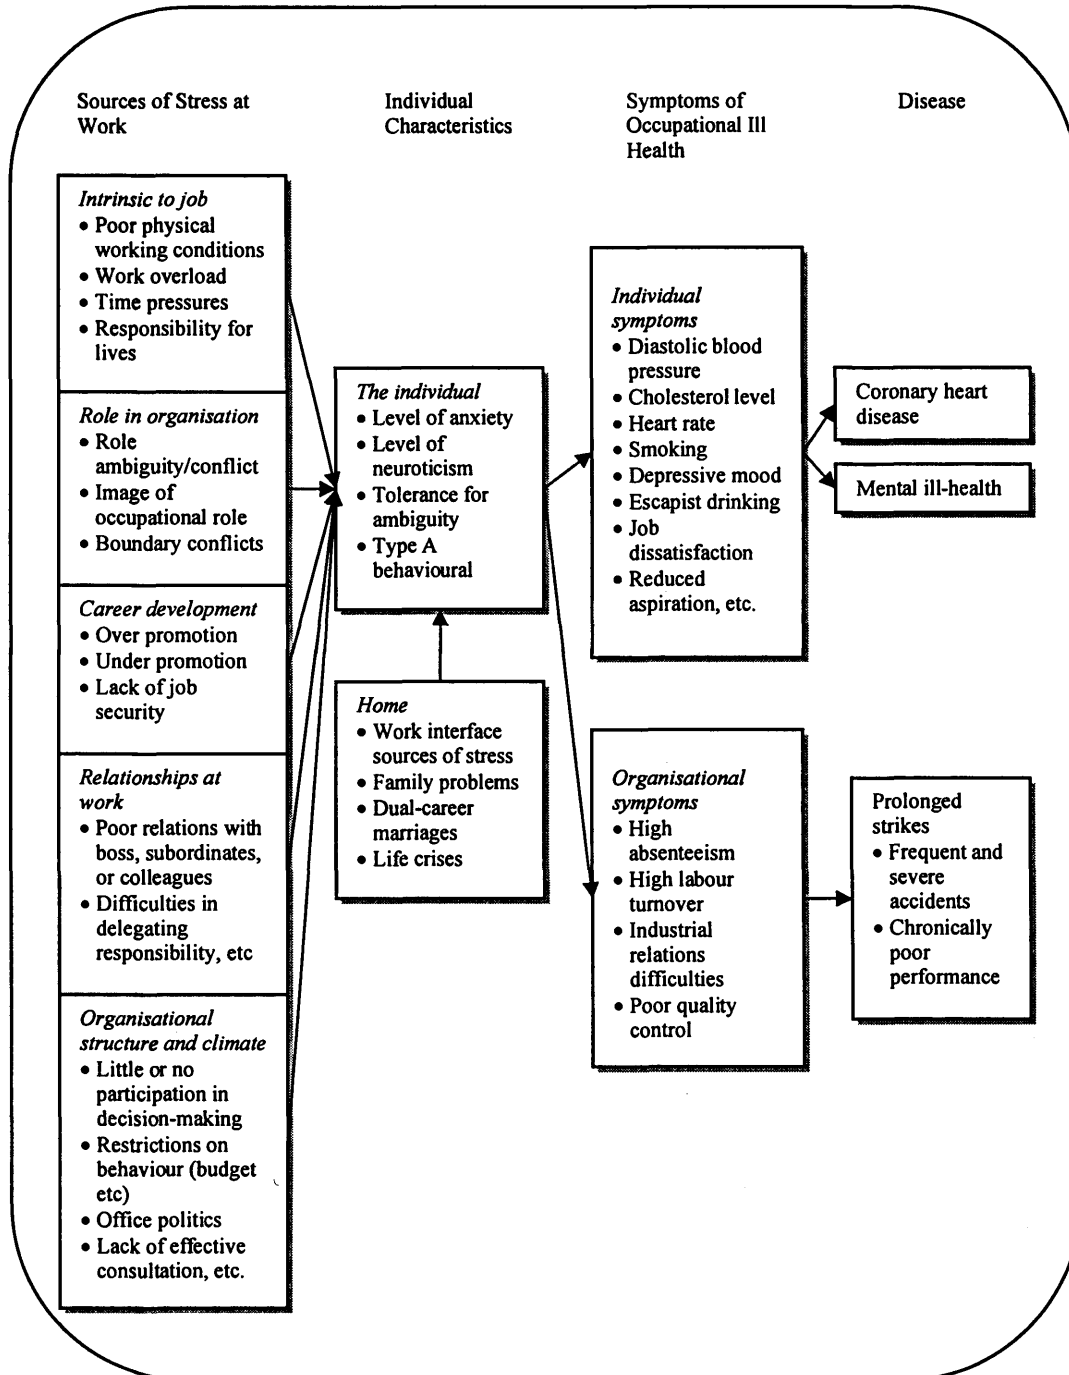 Sources of Stress at
Work
Individual
Characteristics
Symptoms of
Occupational Ill
Health
Disease
Intrinsic to job
• Poor physical
working conditions
• Work overload
• Time pressures
• Responsibility for
lives
Role in organisation
• Role
ambiguity/conflict
• Image of
occupational role
• Boundary conflicts
Career development
• Over promotion
• Under promotion
• Lack of job
security
Relationships at
work
• Poor relations with
boss, subordinates,
or colleagues
• Difficulties in
delegating
responsibility, etc
Organisational
structure and climate
• Little or no
participation in
decision-making
• Restrictions on
behaviour (budget
etc)
• Office politics
• Lack of effective
consultation, etc.
The individual
• Level of anxiety
• Level of
neuroticism
• Tolerance for
ambiguity
• Type A
behavioural
Home
• Work interface
sources of stress
• Family problems
• Dual-career
marriages
• Life crises
Individual
symptoms
• Diastolic blood
pressure
• Cholesterol level
• Heart rate
• Smoking
• Depressive mood
• Escapist drinking
• Job
dissatisfaction
• Reduced
aspiration, etc.
Organisational
symptoms
• High
absenteeism
• High labour
turnover
• Industrial
relations
difficulties
• Poor quality
control
Coronary heart
disease
Mental ill-health
Prolonged
strikes
• Frequent and
severe
accidents
• Chronically
poor
performance